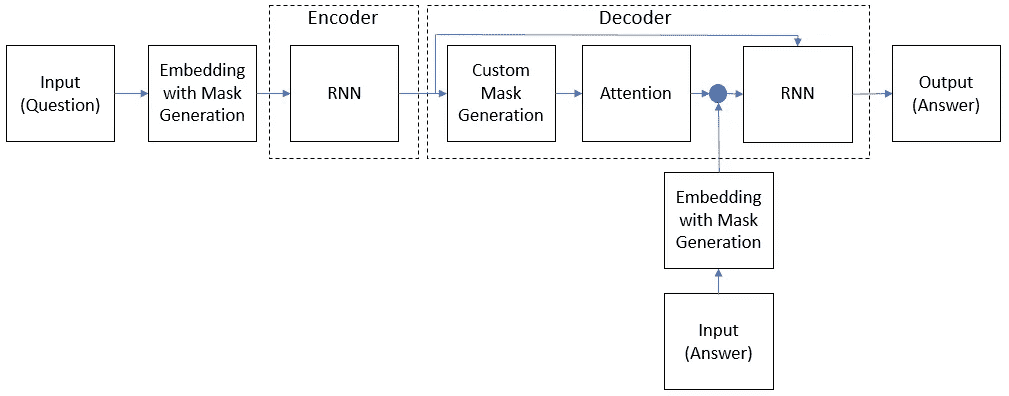 Encoder
Decoder
Input
(Question)
Embedding
with Mask
Generation
RNN
Custom
Mask
Generation
Attention
RNN
Output
(Answer)
Embedding
with Mask
Generation
Input
(Answer)